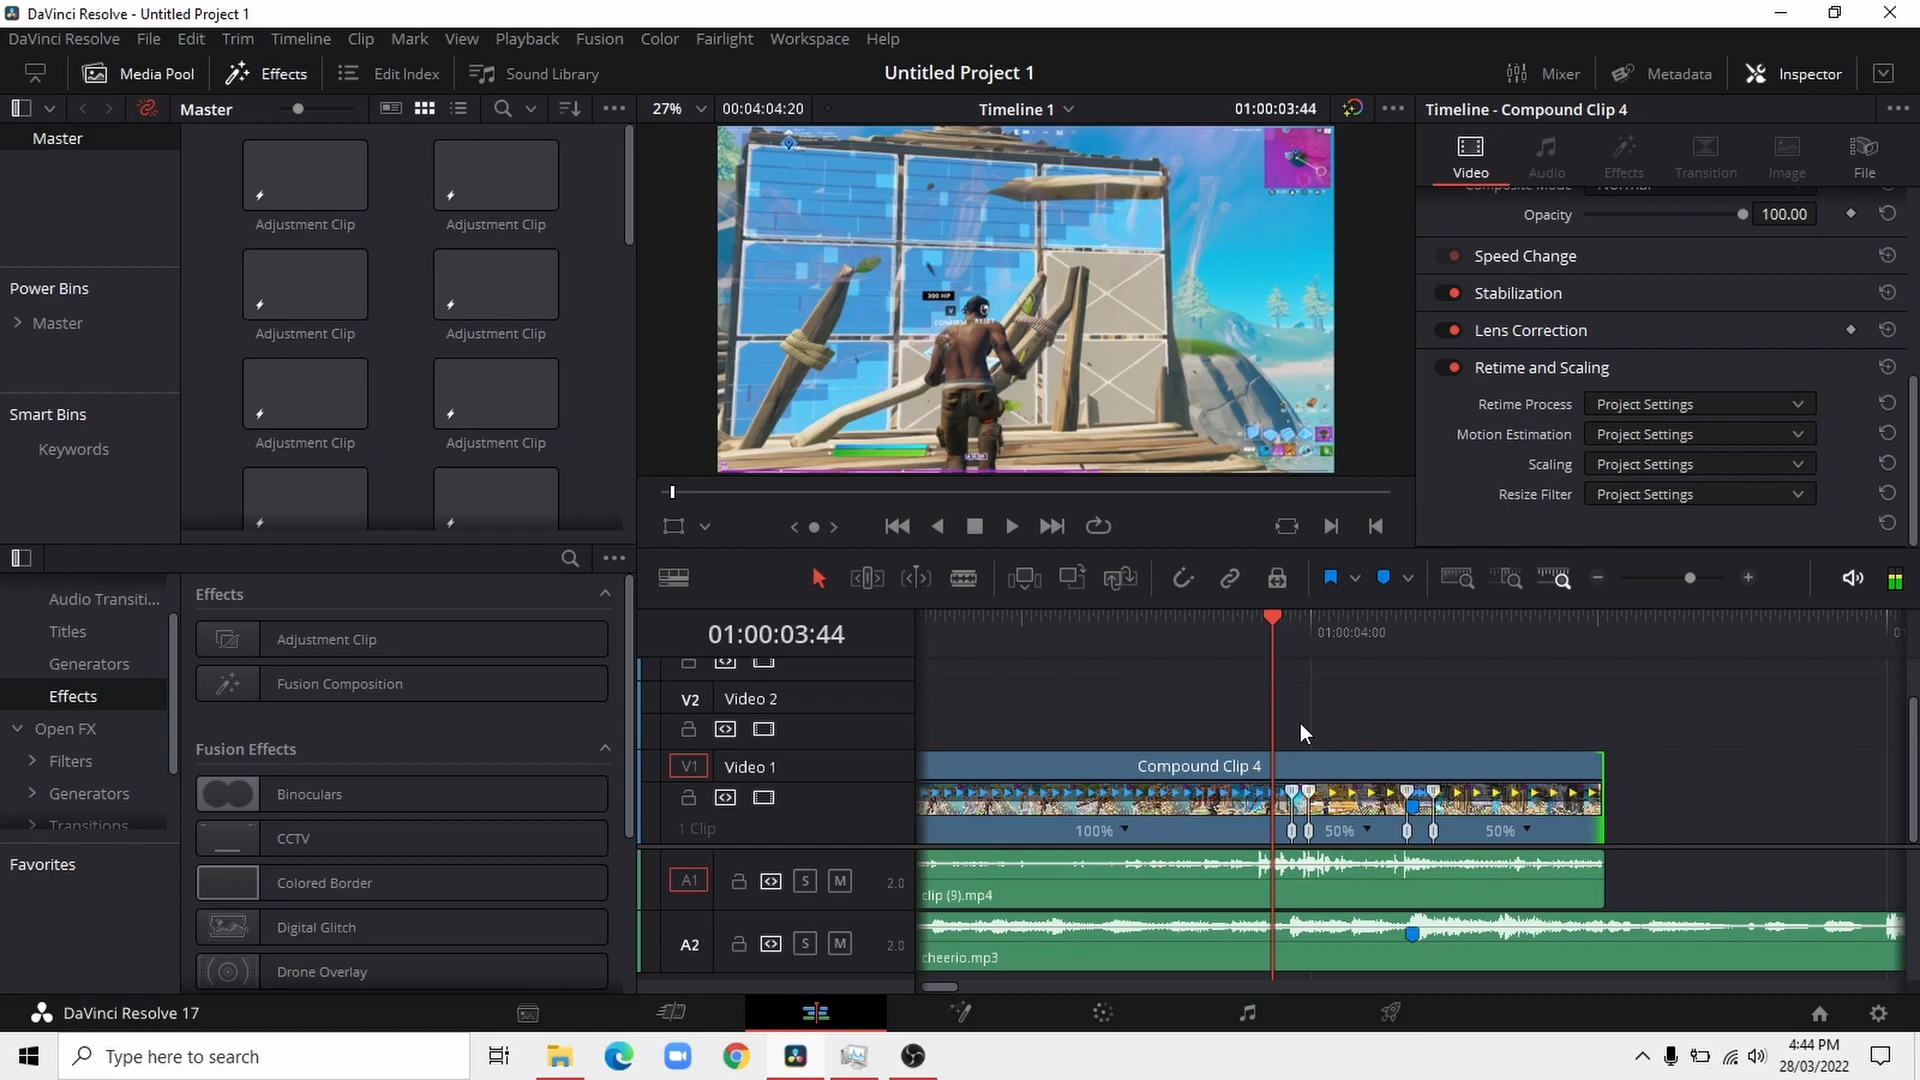 DaVinci Resolve - Untitled Project 1
DaVinci Resolve File Edit Trim Timeline Clip Mark View Playback Fusion Color Fairlight Workspace Help
Media Pool Effects Edit Index Sound Library Untitled Project 1 Mixer Metadata Inspector
Master 27% 00:04:04:20 Timeline 1 01:00:03:44 Timeline - Compound Clip 4
Master
Video Audio Effects Transition Image File
Composite Mode Normal
Opacity 100.00
Adjustment Clip Adjustment Clip
Speed Change
Power Bins
Stabilization
Master
Adjustment Clip Adjustment Clip
300 HP
CONFIRM RESET
Lens Correction
Retime and Scaling
Retime Process Project Settings
Smart Bins
Motion Estimation Project Settings
Keywords
Adjustment Clip Adjustment Clip
Scaling Project Settings
Resize Filter Project Settings
Audio Transiti...
Titles
Generators
Effects
Open FX
Filters
Generators
Transitions
Favorites
Effects
Adjustment Clip
Fusion Composition
Fusion Effects
Binoculars
CCTV
Colored Border
Digital Glitch
Drone Overlay
01:00:03:44
01:00:04:00
01
V2 Video 2
V1 Video 1
Compound Clip 4
1 Clip
100% 50% 50%
A1 S M 2.0
clip (9).mp4
A2 S M 2.0
cheerio.mp3
DaVinci Resolve 17
Type here to search
4:44 PM
28/03/2022